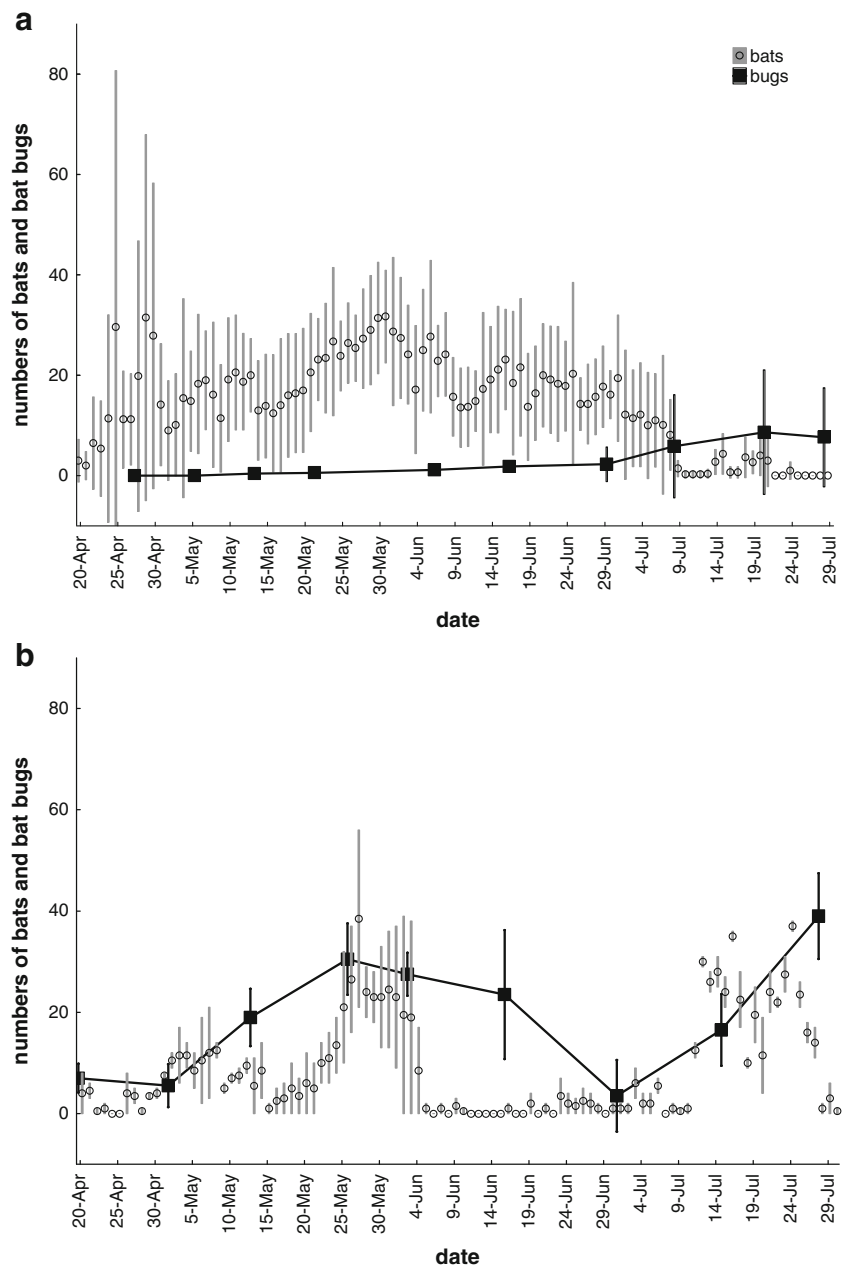 a
bats
bugs
numbers of bats and bat bugs
80
60
40
20
0
20-Apr
25-Apr
30-Apr
5-May
10-May
15-May
20-May
25-May
30-May
4-Jun
9-Jun
14-Jun
19-Jun
24-Jun
29-Jun
4-Jul
9-Jul
14-Jul
19-Jul
24-Jul
29-Jul
date
b
numbers of bats and bat bugs
80
60
40
20
0
20-Apr
25-Apr
30-Apr
5-May
10-May
15-May
20-May
25-May
30-May
4-Jun
9-Jun
14-Jun
19-Jun
24-Jun
29-Jun
4-Jul
9-Jul
14-Jul
19-Jul
24-Jul
29-Jul
date